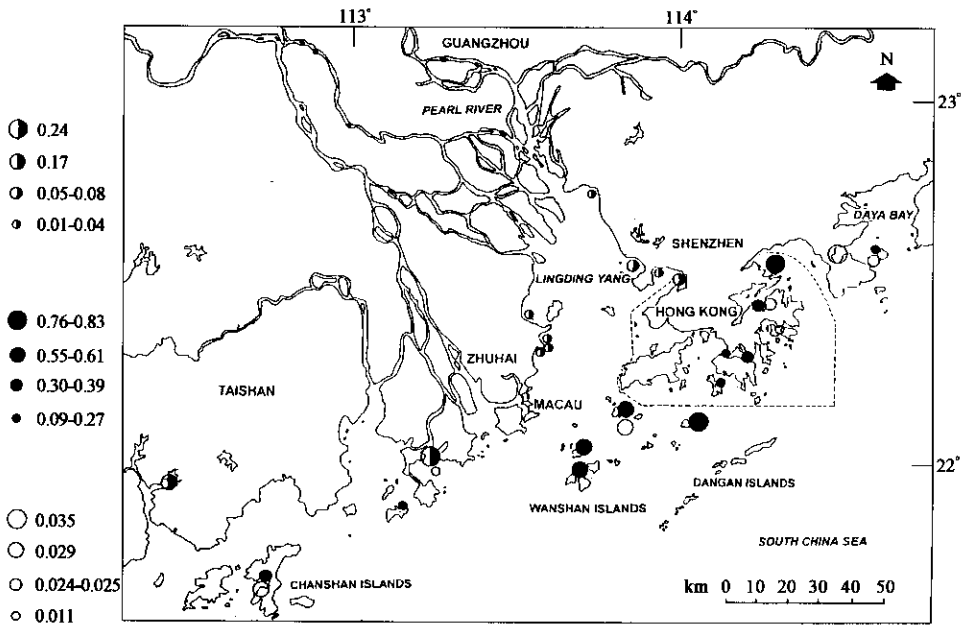 113° 114°
GUANGZHOU
N
PEARL RIVER
23°
0.24
0.17
0.05-0.08
0.01-0.04
DAYA BAY
SHENZHEN
LINGDING YANG
HONG KONG
0.76-0.83
0.55-0.61
0.30-0.39
0.09-0.27
ZHUHAI
TAISHAN
MACAU
22°
DANGAN ISLANDS
WANSHAN ISLANDS
0.035
0.029
0.024-0.025
0.011
SOUTH CHINA SEA
CHANSHAN ISLANDS
km 0 10 20 30 40 50